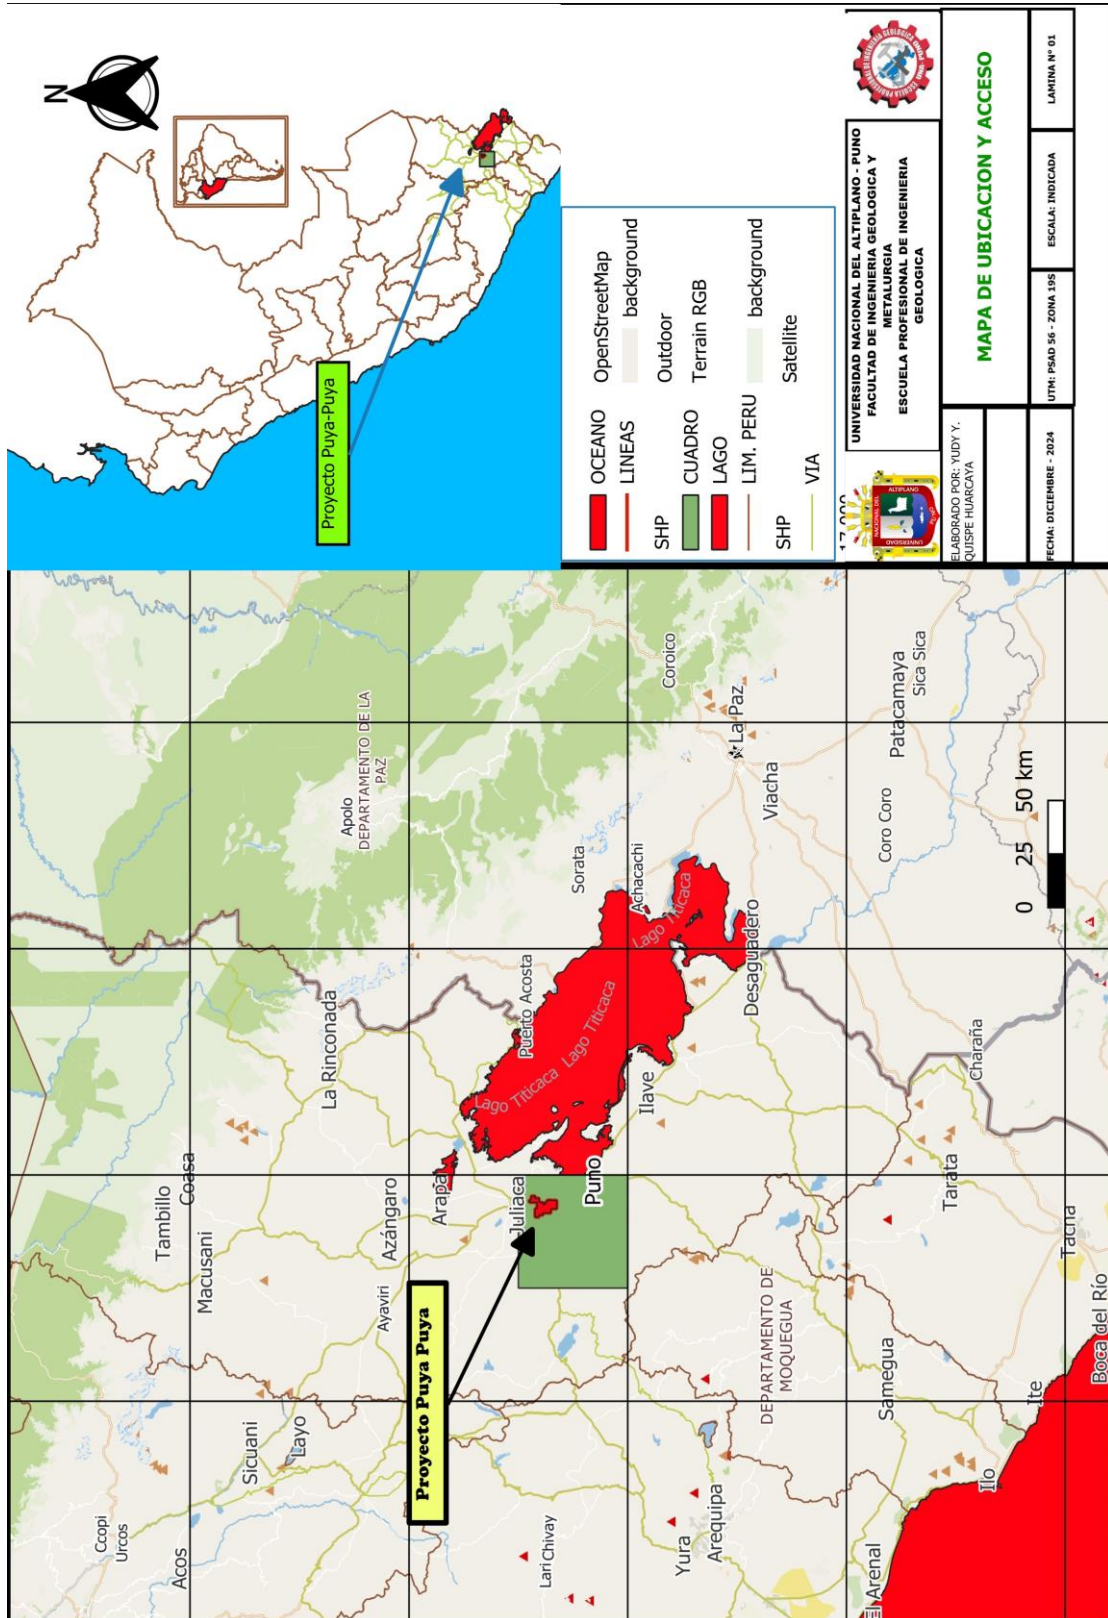 N
Proyecto Puya-Puya
OCEANO
LINEAS
SHP
CUADRO
LAGO
LIM. PERU
SHP
VIA
OpenStreetMap
background
Outdoor
Terrain RGB
background
Satellite
UNIVERSIDAD NACIONAL DEL ALTIPLANO - PUNO
FACULTAD DE INGENIERIA GEOLOGICA Y
METALURGIA
ESCUELA PROFESIONAL DE INGENIERIA
GEOLOGICA
ELABORADO POR: YUDY Y.
QUISPE HUARCAYA
MAPA DE UBICACION Y ACCESO
FECHA: DICIEMBRE - 2024
UTM: PSAD 56 - ZONA 19S
ESCALA: INDICADA
LAMINA N° 01
NACIONAL DEL
ALTIPLANO
UNIVERSIDAD
PUNO
Ccopi
Urcos
Acos
Sicuani
Layo
Tambillo
Coasa
Macusani
La Rinconada
Azángaro
Ayaviri
Arapa
Apolo
DEPARTAMENTO DE LA
PAZ
Proyecto Puya Puya
Juliaca
Puno
Puerto Acosta
Lago Titicaca
Lago Titicaca
Lago Titicaca
Sorata
Achacachi
Coroico
La Paz
Viacha
Desaguadero
Ilave
Lari
Chivay
Yura
Arequipa
DEPARTAMENTO DE
MOQUEGUA
Samegua
El Arenal
Ilo
Ite
Tarata
Tacna
Boca del Río
Charaña
Coro Coro
Patacamaya
Sica Sica
0 25 50 km